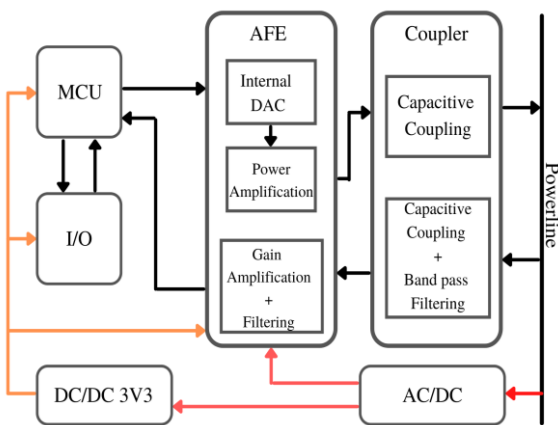 AFE
Coupler
MCU
Internal
DAC
Capacitive
Coupling
Power
Amplification
I/O
Gain
Amplification
+
Filtering
Capacitive
Coupling
+
Band pass
Filtering
Powerline
DC/DC 3V3
AC/DC